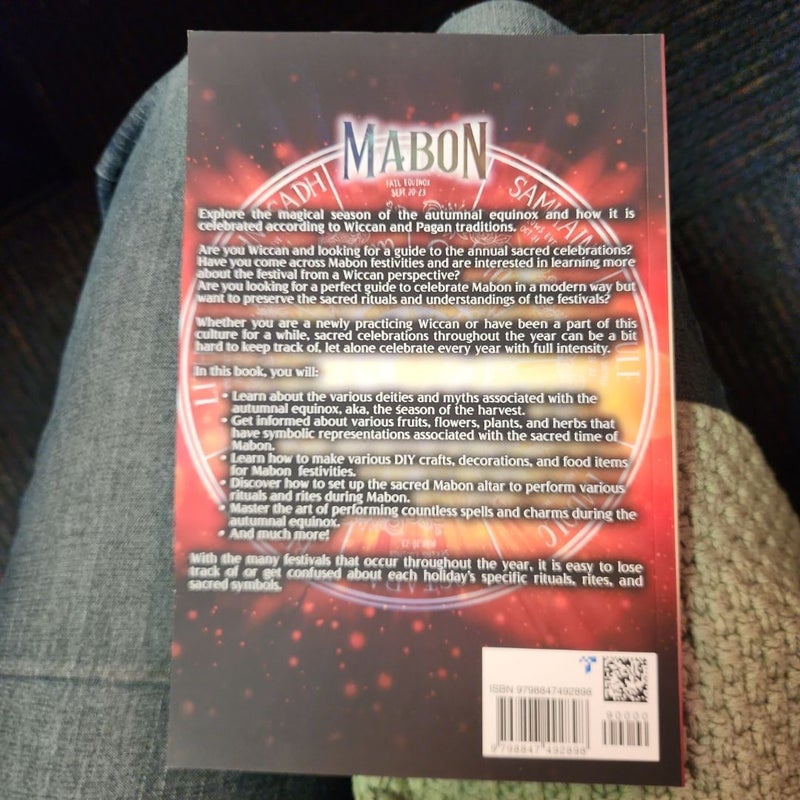 MABON
LUGHNASADH
FALL EQUINOX
SEPT 20-23
SAMHAIN
Explore the magical season of the autumnal equinox and how it is
celebrated according to Wiccan and Pagan traditions.
Are you Wiccan and looking for a guide to the annual sacred celebrations?
Have you come across Mabon festivities and are interested in learning more
about the festival from a Wiccan perspective?
Are you looking for a perfect guide to celebrate Mabon in a modern way but
want to preserve the sacred rituals and understandings of the festivals?
Whether you are a newly practicing Wiccan or have been a part of this
culture for a while, sacred celebrations throughout the year can be a bit
hard to keep track of, let alone celebrate every year with full intensity.
In this book, you will:
• Learn about the various deities and myths associated with the
autumnal equinox, aka, the season of the harvest.
• Get informed about various fruits, flowers, plants, and herbs that
have symbolic representations associated with the sacred time of
Mabon.
• Learn how to make various DIY crafts, decorations, and food items
for Mabon festivities.
• Discover how to set up the sacred Mabon altar to perform various
rituals and rites during Mabon.
• Master the art of performing countless spells and charms during the
autumnal equinox.
• And much more!
With the many festivals that occur throughout the year, it is easy to lose
track of or get confused about each holiday's specific rituals, rites, and
sacred symbols.
ISBN 9798847492898
90000
9 798847 492898